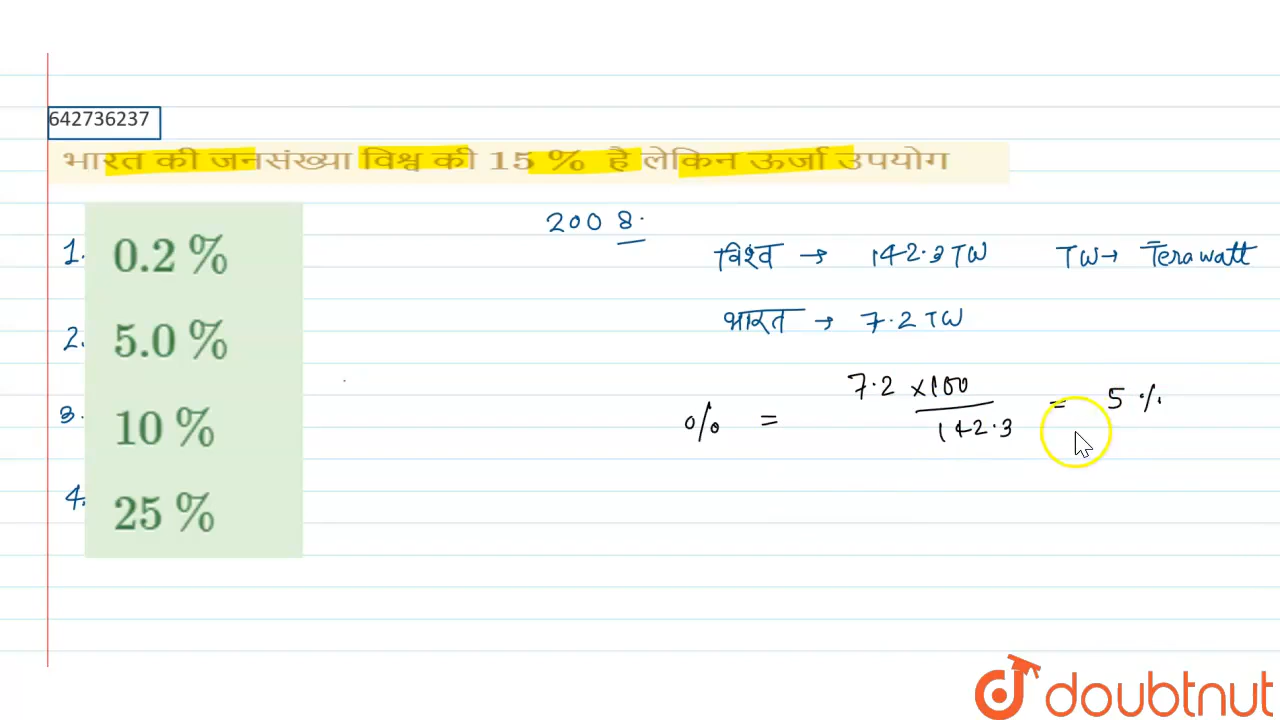 642736237
भारत की जनसंख्या विश्व की 15 % है लेकिन ऊर्जा उपयोग
2008.
1. 0.2 %
विश्व → 142.3 TW TW → Terawatt
भारत → 7.2 TW
2. 5.0 %
7.2 × 100
% = = 5 %
142.3
3. 10 %
4. 25 %
doubtnut